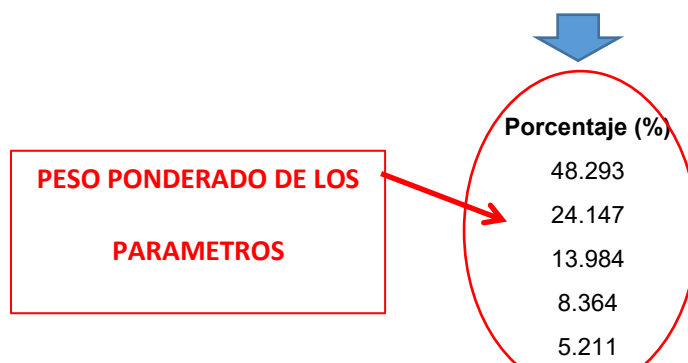 Porcentaje (%)
PESO PONDERADO DE LOS
PARAMETROS
48.293
24.147
13.984
8.364
5.211